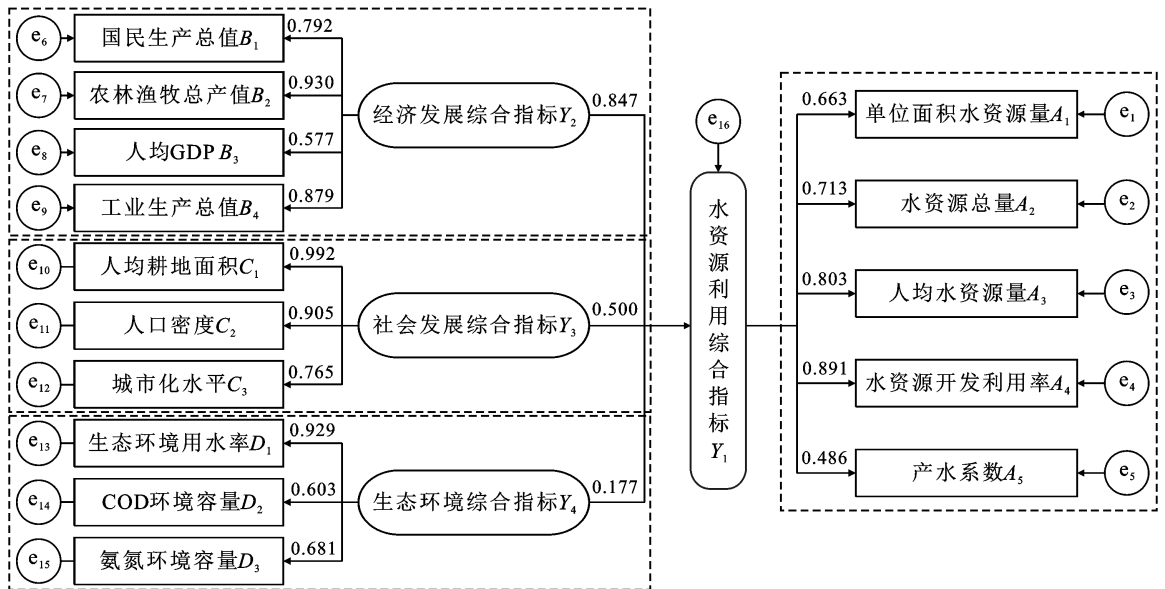 e₆ 国民生产总值B₁ 0.792
e₇ 农林渔牧总产值B₂ 0.930
e₈ 人均GDP B₃ 0.577
e₉ 工业生产总值B₄ 0.879
经济发展综合指标Y₂ 0.847
e₁₀ 人均耕地面积C₁ 0.992
e₁₁ 人口密度C₂ 0.905
e₁₂ 城市化水平C₃ 0.765
社会发展综合指标Y₃ 0.500
e₁₃ 生态环境用水率D₁ 0.929
e₁₄ COD环境容量D₂ 0.603
e₁₅ 氨氮环境容量D₃ 0.681
生态环境综合指标Y₄ 0.177
e₁₆
水资源利用综合指标Y₁
0.663 单位面积水资源量A₁ e₁
0.713 水资源总量A₂ e₂
0.803 人均水资源量A₃ e₃
0.891 水资源开发利用率A₄ e₄
0.486 产水系数A₅ e₅